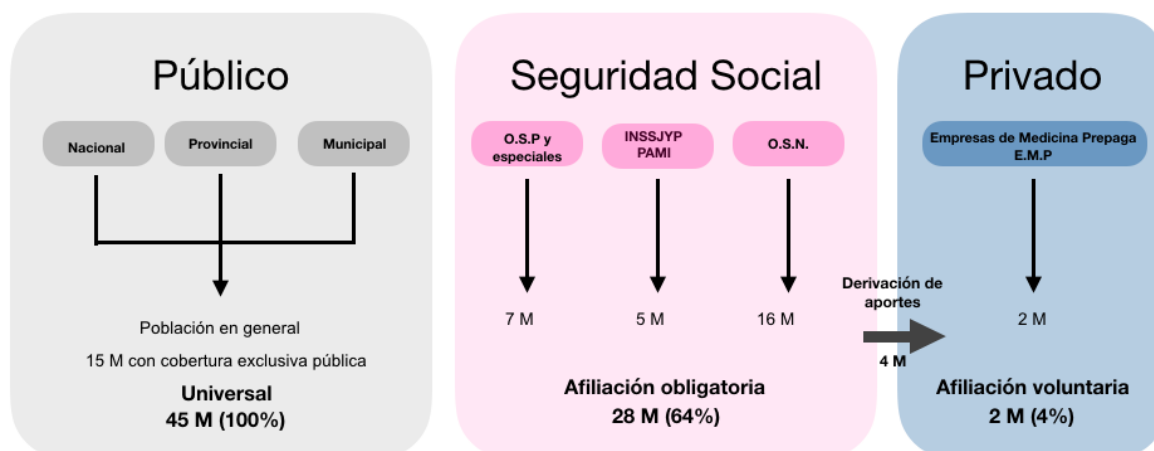 Público
Nacional
Provincial
Municipal
Población en general
15 M con cobertura exclusiva pública
Universal
45 M (100%)
Seguridad Social
O.S.P y
especiales
INSSJYP
PAMI
O.S.N.
7 M
5 M
16 M
Afiliación obligatoria
28 M (64%)
Derivación de
aportes
4 M
Privado
Empresas de Medicina Prepaga
E.M.P
2 M
Afiliación voluntaria
2 M (4%)